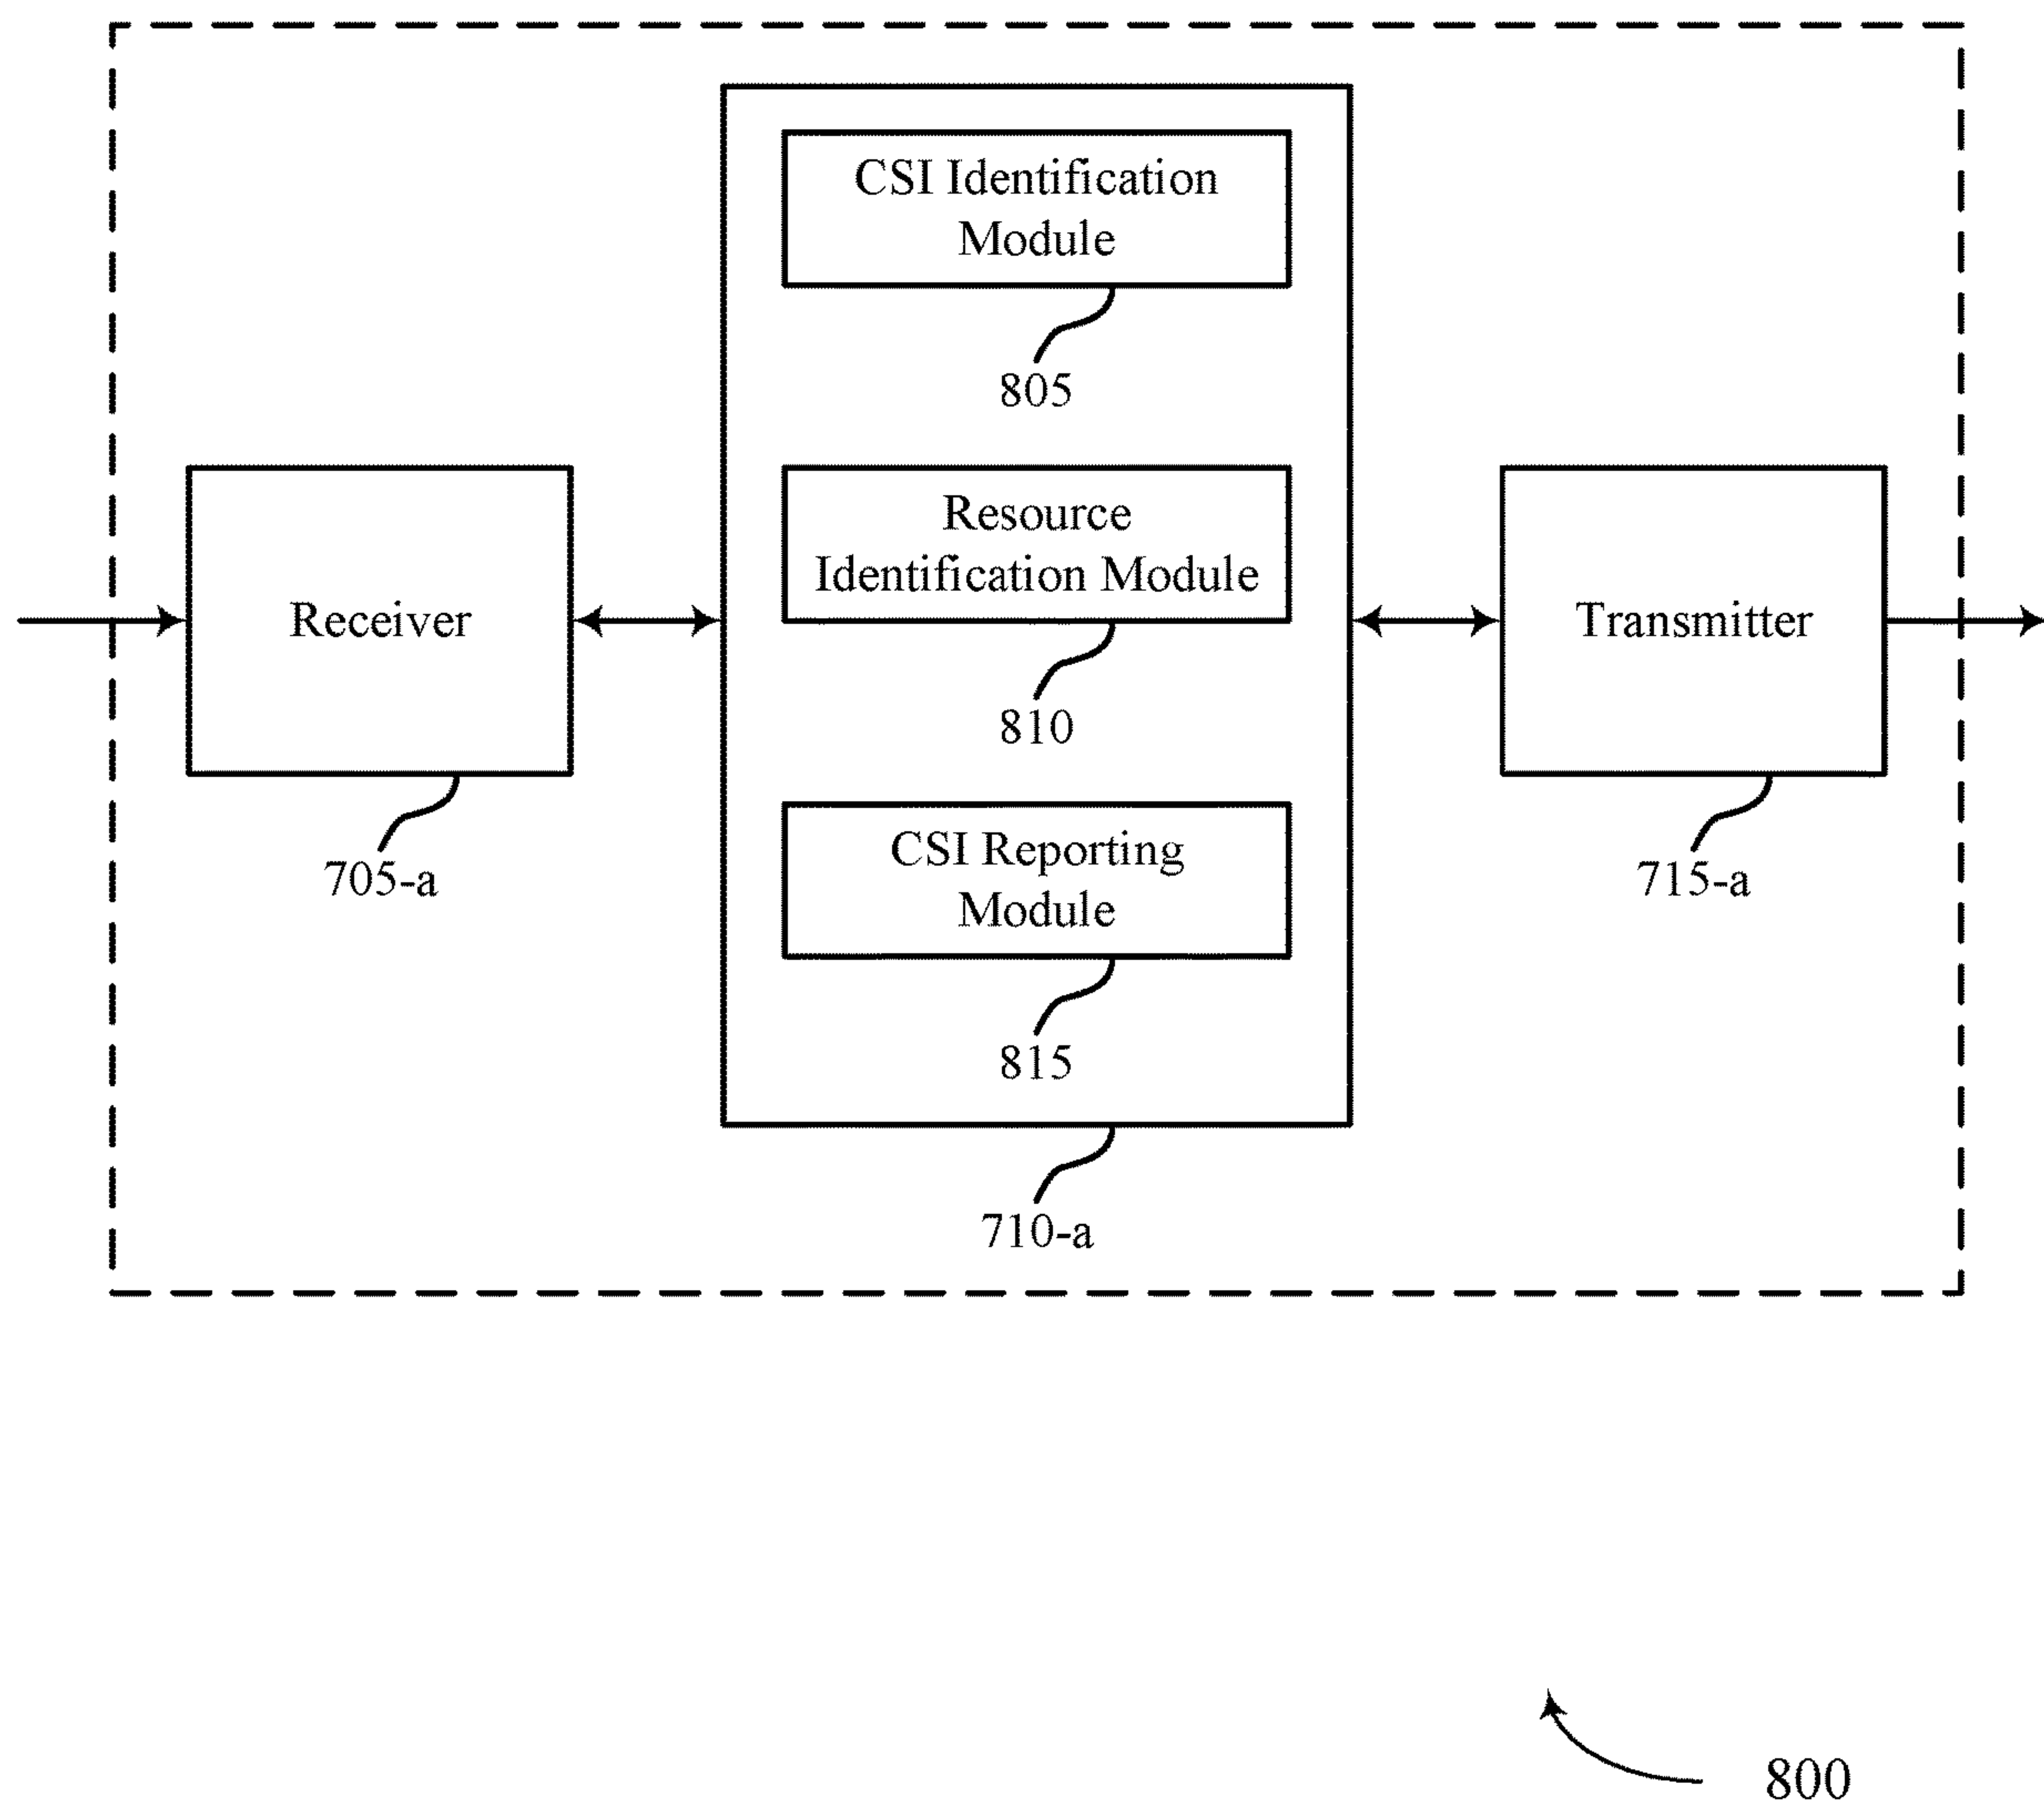 CSI Identification
Module
805
Resource
Identification Module
810
Receiver
705-a
Transmitter
715-a
CSI Reporting
Module
815
710-a
800